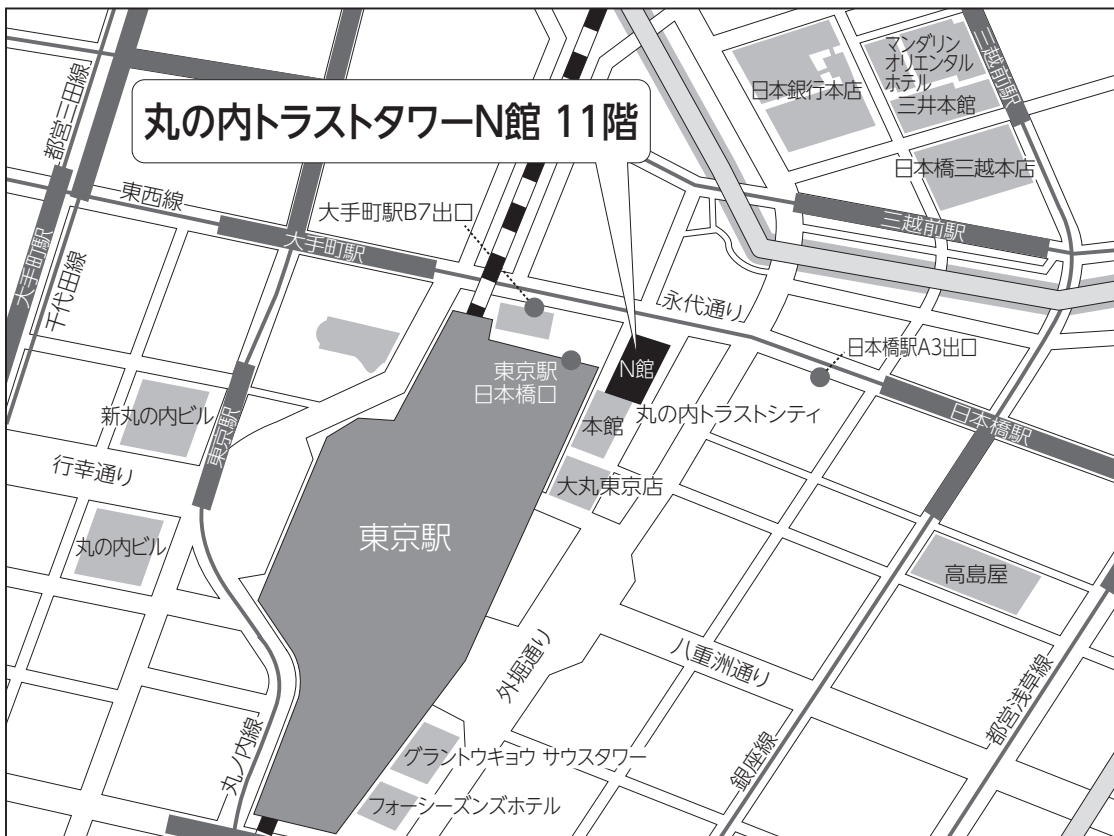 丸の内トラストタワーN館 11階
都営三田線
東西線
大手町駅
千代田線
大手町駅B7出口
大手町駅
日本銀行本店
マンダリン
オリエンタル
ホテル
三井本館
三越前駅
日本橋三越本店
三越前駅
永代通り
日本橋駅A3出口
日本橋駅
東京駅
日本橋口
N館
本館
丸の内トラストシティ
大丸東京店
新丸の内ビル
東京駅
行幸通り
丸の内ビル
東京駅
高島屋
外堀通り
八重洲通り
銀座線
都営浅草線
丸ノ内線
グラントウキョウ サウスタワー
フォーシーズンズホテル